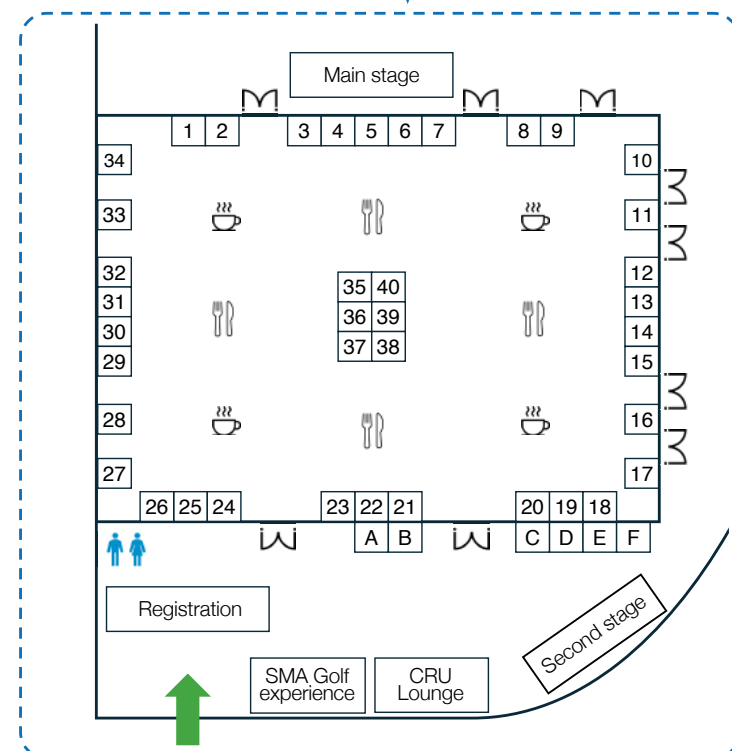 Main stage
1 2 3 4 5 6 7 8 9
34 10
33 11
32 12
35 40
31 13
36 39
30 14
37 38
29 15
28 16
27 17
26 25 24 23 22 21 20 19 18
A B C D E F
Registration
Second stage
SMA Golf
experience
CRU
Lounge